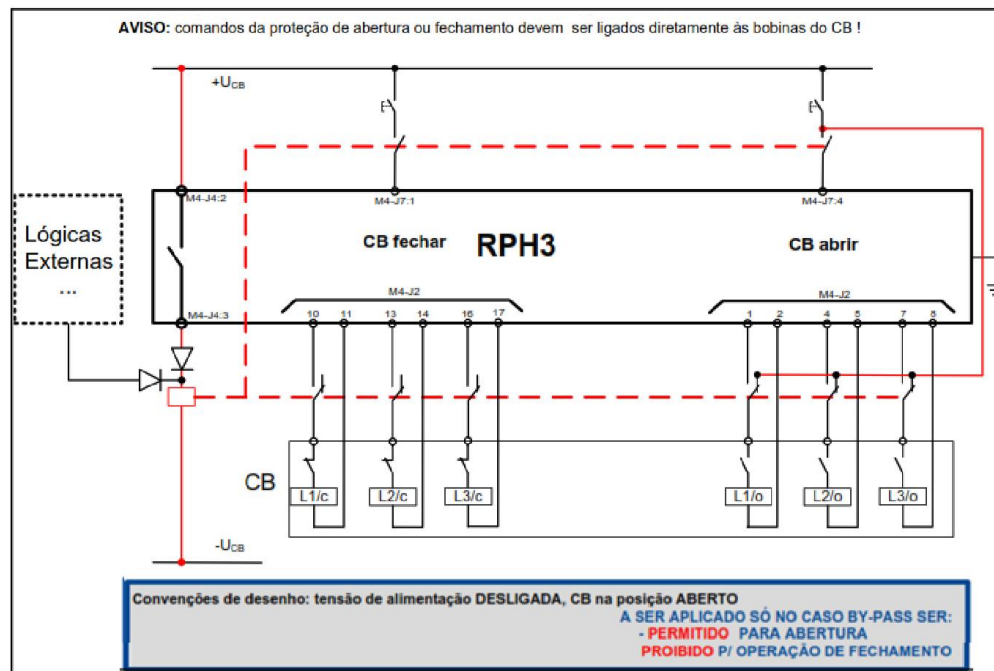 AVISO: comandos da proteção de abertura ou fechamento devem ser ligados diretamente às bobinas do CB !
+UCB
M4-J4:2
M4-J7:1
M4-J7:4
Lógicas
Externas
...
CB fechar
RPH3
CB abrir
M4-J2
M4-J2
M4-J4:3
10 11 13 14 16 17
1 2 4 5 7 8
CB
L1/c L2/c L3/c
L1/o L2/o L3/o
-UCB
Convenções de desenho: tensão de alimentação DESLIGADA, CB na posição ABERTO
A SER APLICADO SÓ NO CASO BY-PASS SER:
- PERMITIDO PARA ABERTURA
PROIBIDO P/ OPERAÇÃO DE FECHAMENTO